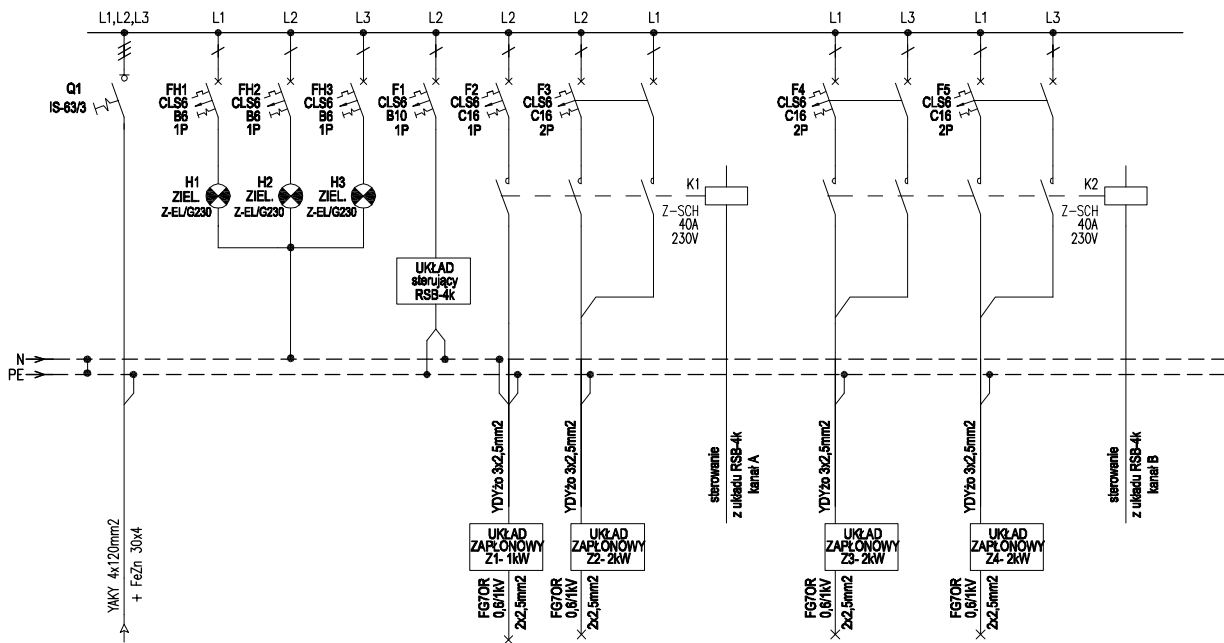 L1,L2,L3
L1
L2
L3
L2
L2
L2
L1
L1
L3
L1
L3
Q1
IS-63/3
FH1
CLS6
B6
1P
FH2
CLS6
B6
1P
FH3
CLS6
B6
1P
F1
CLS6
B10
1P
F2
CLS6
C16
1P
F3
CLS6
C16
2P
F4
CLS6
C16
2P
F5
CLS6
C16
2P
H1
ZIEL.
Z-EL/G230
H2
ZIEL.
Z-EL/G230
H3
ZIEL.
Z-EL/G230
K1
Z-SCH
40A
230V
K2
Z-SCH
40A
230V
UKŁAD
sterujący
RSB-4k
N
PE
YAKY 4x120mm2
+ FeZn 30x4
YDYżo 3x2,5mm2
YDYżo 3x2,5mm2
sterowanie
z układu RSB-4k
kanał A
YDYżo 3x2,5mm2
YDYżo 3x2,5mm2
sterowanie
z układu RSB-4k
kanał B
UKŁAD
ZAPŁONOWY
Z1- 1kW
UKŁAD
ZAPŁONOWY
Z2- 2kW
UKŁAD
ZAPŁONOWY
Z3- 2kW
UKŁAD
ZAPŁONOWY
Z4- 2kW
FG7OR
0,6/1kV
2x2,5mm2
FG7OR
0,6/1kV
2x2,5mm2
FG7OR
0,6/1kV
2x2,5mm2
FG7OR
0,6/1kV
2x2,5mm2